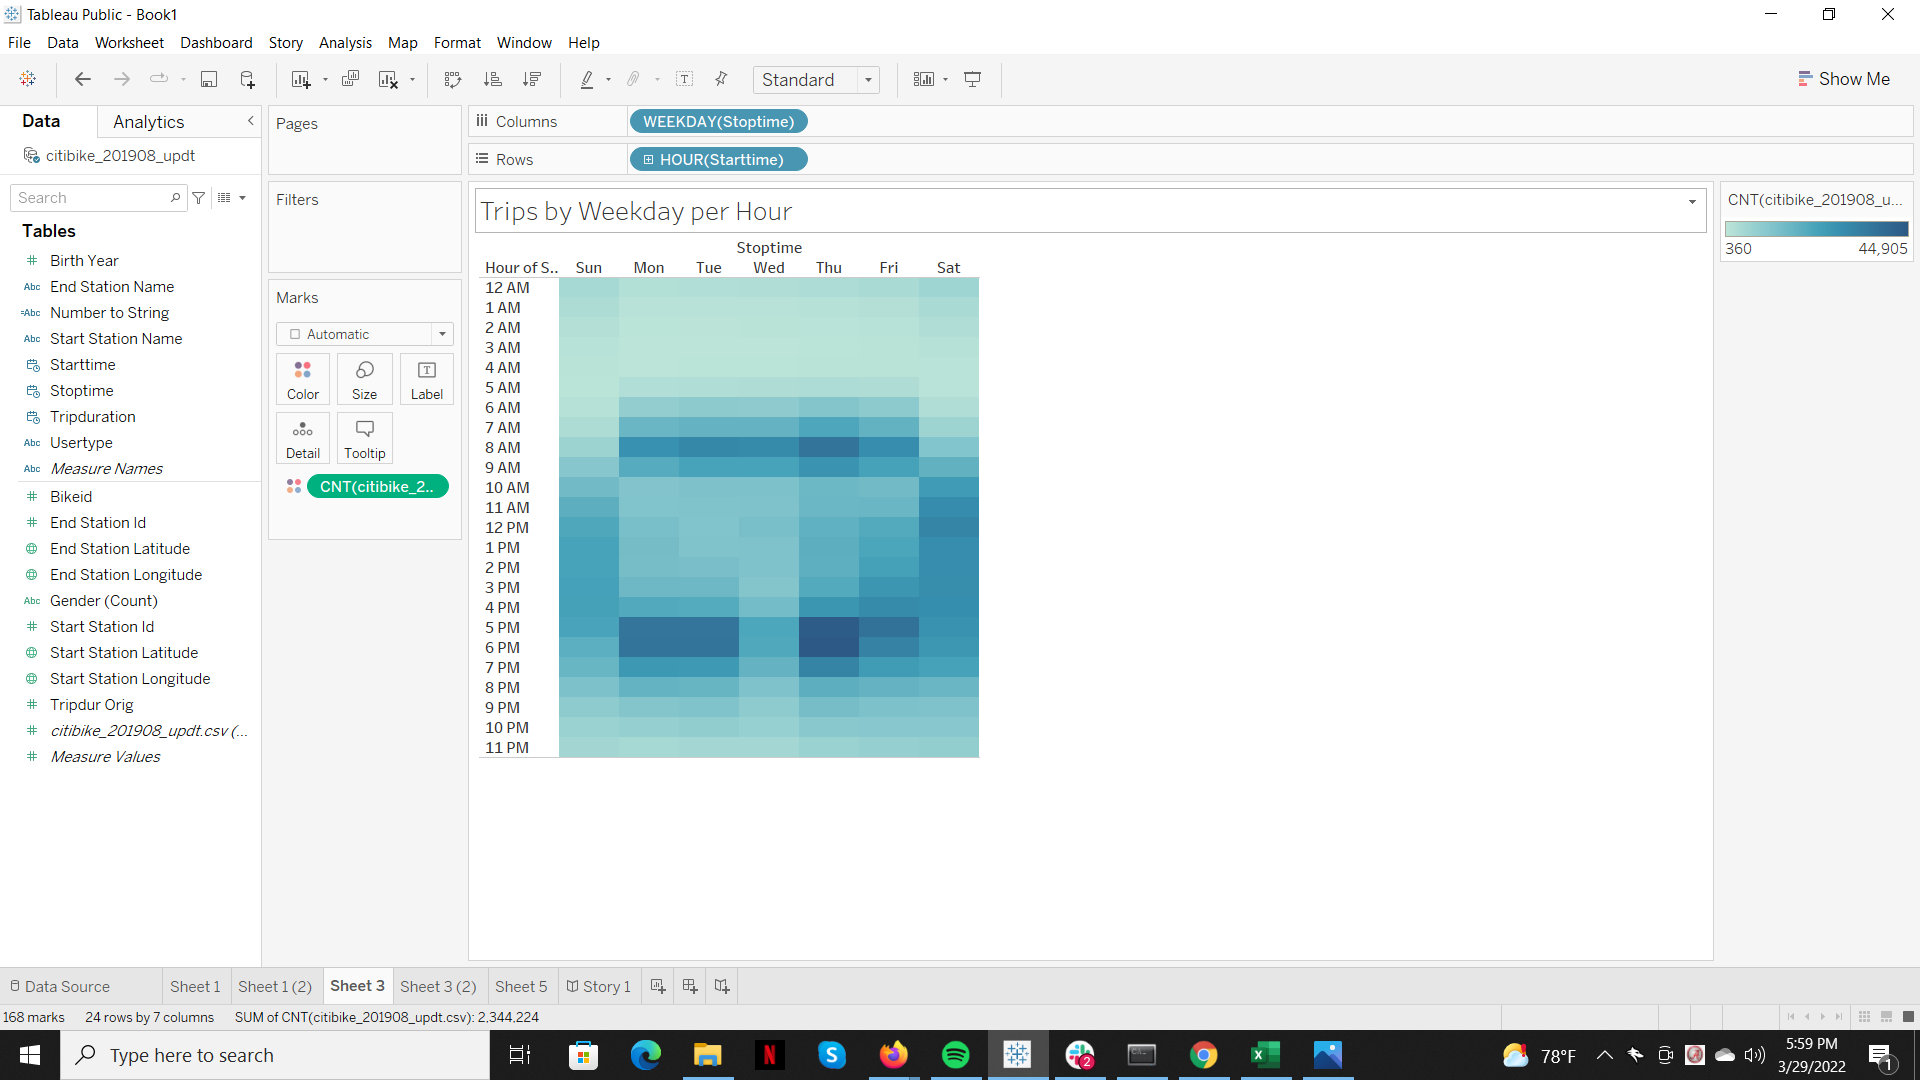 Tableau Public - Book1
File Data Worksheet Dashboard Story Analysis Map Format Window Help
Standard
Show Me
Data Analytics
citibike_201908_updt
Search
Tables
Birth Year
Abc End Station Name
=Abc Number to String
Abc Start Station Name
Starttime
Stoptime
Tripduration
Abc Usertype
Abc Measure Names
Bikeid
End Station Id
End Station Latitude
End Station Longitude
Abc Gender (Count)
Start Station Id
Start Station Latitude
Start Station Longitude
Tripdur Orig
citibike_201908_updt.csv (...
Measure Values
Pages
Filters
Marks
Automatic
Color Size Label
Detail Tooltip
CNT(citibike_2..
Columns WEEKDAY(Stoptime)
Rows HOUR(Starttime)
Trips by Weekday per Hour
Stoptime
Hour of S.. Sun Mon Tue Wed Thu Fri Sat
12 AM
1 AM
2 AM
3 AM
4 AM
5 AM
6 AM
7 AM
8 AM
9 AM
10 AM
11 AM
12 PM
1 PM
2 PM
3 PM
4 PM
5 PM
6 PM
7 PM
8 PM
9 PM
10 PM
11 PM
CNT(citibike_201908_u...
360 44,905
Data Source Sheet 1 Sheet 1 (2) Sheet 3 Sheet 3 (2) Sheet 5 Story 1
168 marks 24 rows by 7 columns SUM of CNT(citibike_201908_updt.csv): 2,344,224
Type here to search
2
78°F
5:59 PM
3/29/2022
1